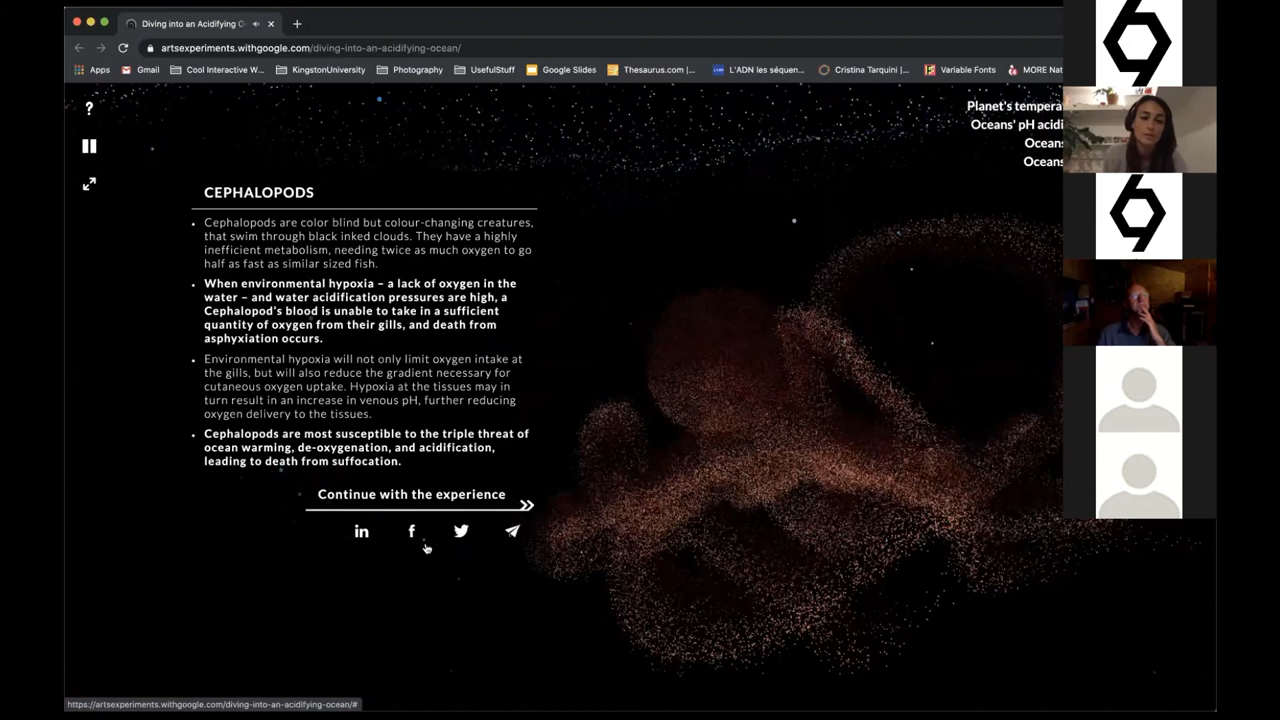 Diving into an Acidifying O
artsexperiments.withgoogle.com/diving-into-an-acidifying-ocean/
Apps Gmail Cool Interactive W... KingstonUniversity Photography UsefulStuff Google Slides Thesaurus.com |... L'ADN les séquen... Cristina Tarquini |... Variable Fonts MORE Nat
?
Planet's tempera
Oceans' pH acidi
Oceans
Oceans
CEPHALOPODS
• Cephalopods are color blind but colour-changing creatures,
that swim through black inked clouds. They have a highly
inefficient metabolism, needing twice as much oxygen to go
half as fast as similar sized fish.
• When environmental hypoxia – a lack of oxygen in the
water – and water acidification pressures are high, a
Cephalopod's blood is unable to take in a sufficient
quantity of oxygen from their gills, and death from
asphyxiation occurs.
• Environmental hypoxia will not only limit oxygen intake at
the gills, but will also reduce the gradient necessary for
cutaneous oxygen uptake. Hypoxia at the tissues may in
turn result in an increase in venous pH, further reducing
oxygen delivery to the tissues.
• Cephalopods are most susceptible to the triple threat of
ocean warming, de-oxygenation, and acidification,
leading to death from suffocation.
Continue with the experience
in f
https://artsexperiments.withgoogle.com/diving-into-an-acidifying-ocean/#